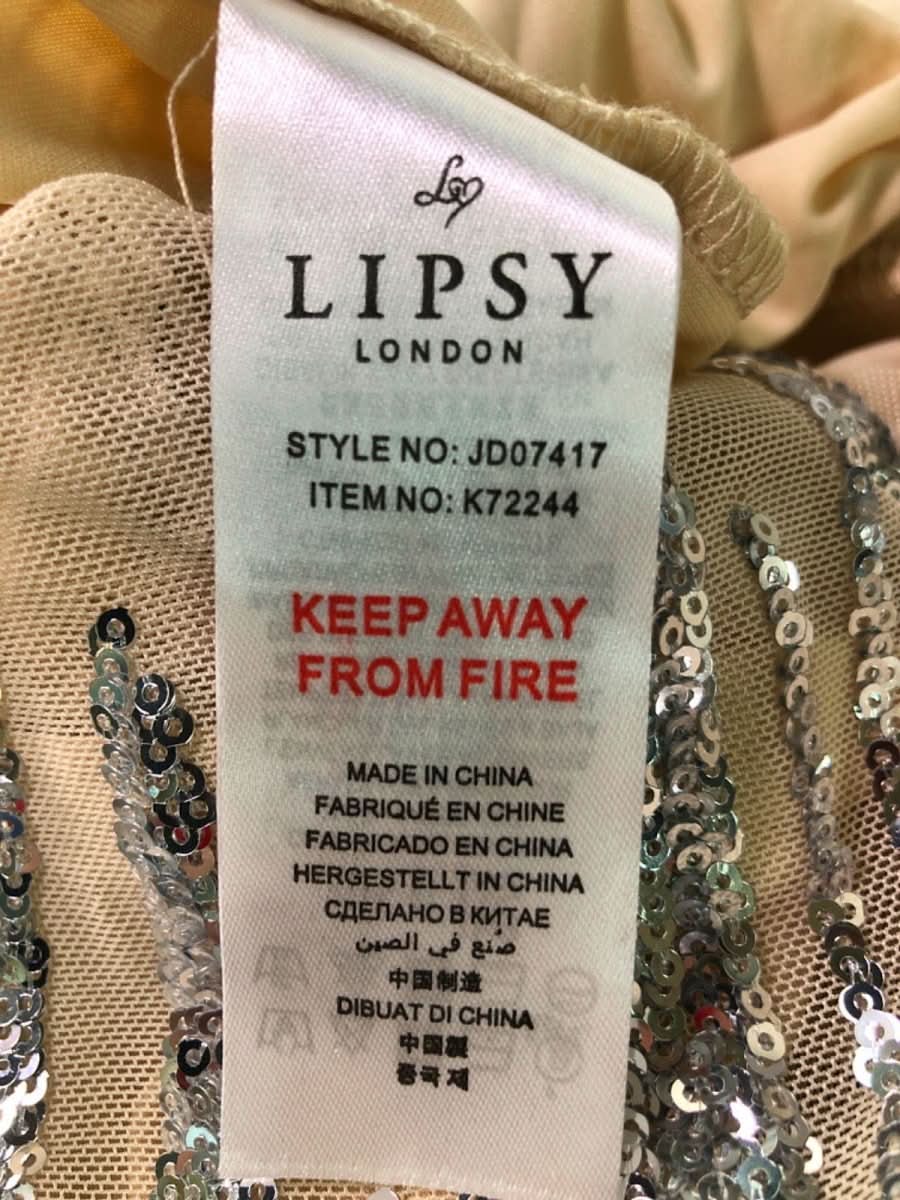 LIPSY
LONDON
STYLE NO: JD07417
ITEM NO: K72244
KEEP AWAY
FROM FIRE
MADE IN CHINA
FABRIQUÉ EN CHINE
FABRICADO EN CHINA
HERGESTELLT IN CHINA
СДЕЛАНО В КИТАЕ
صنع في الصين
中国制造
DIBUAT DI CHINA
中国製
중국 제